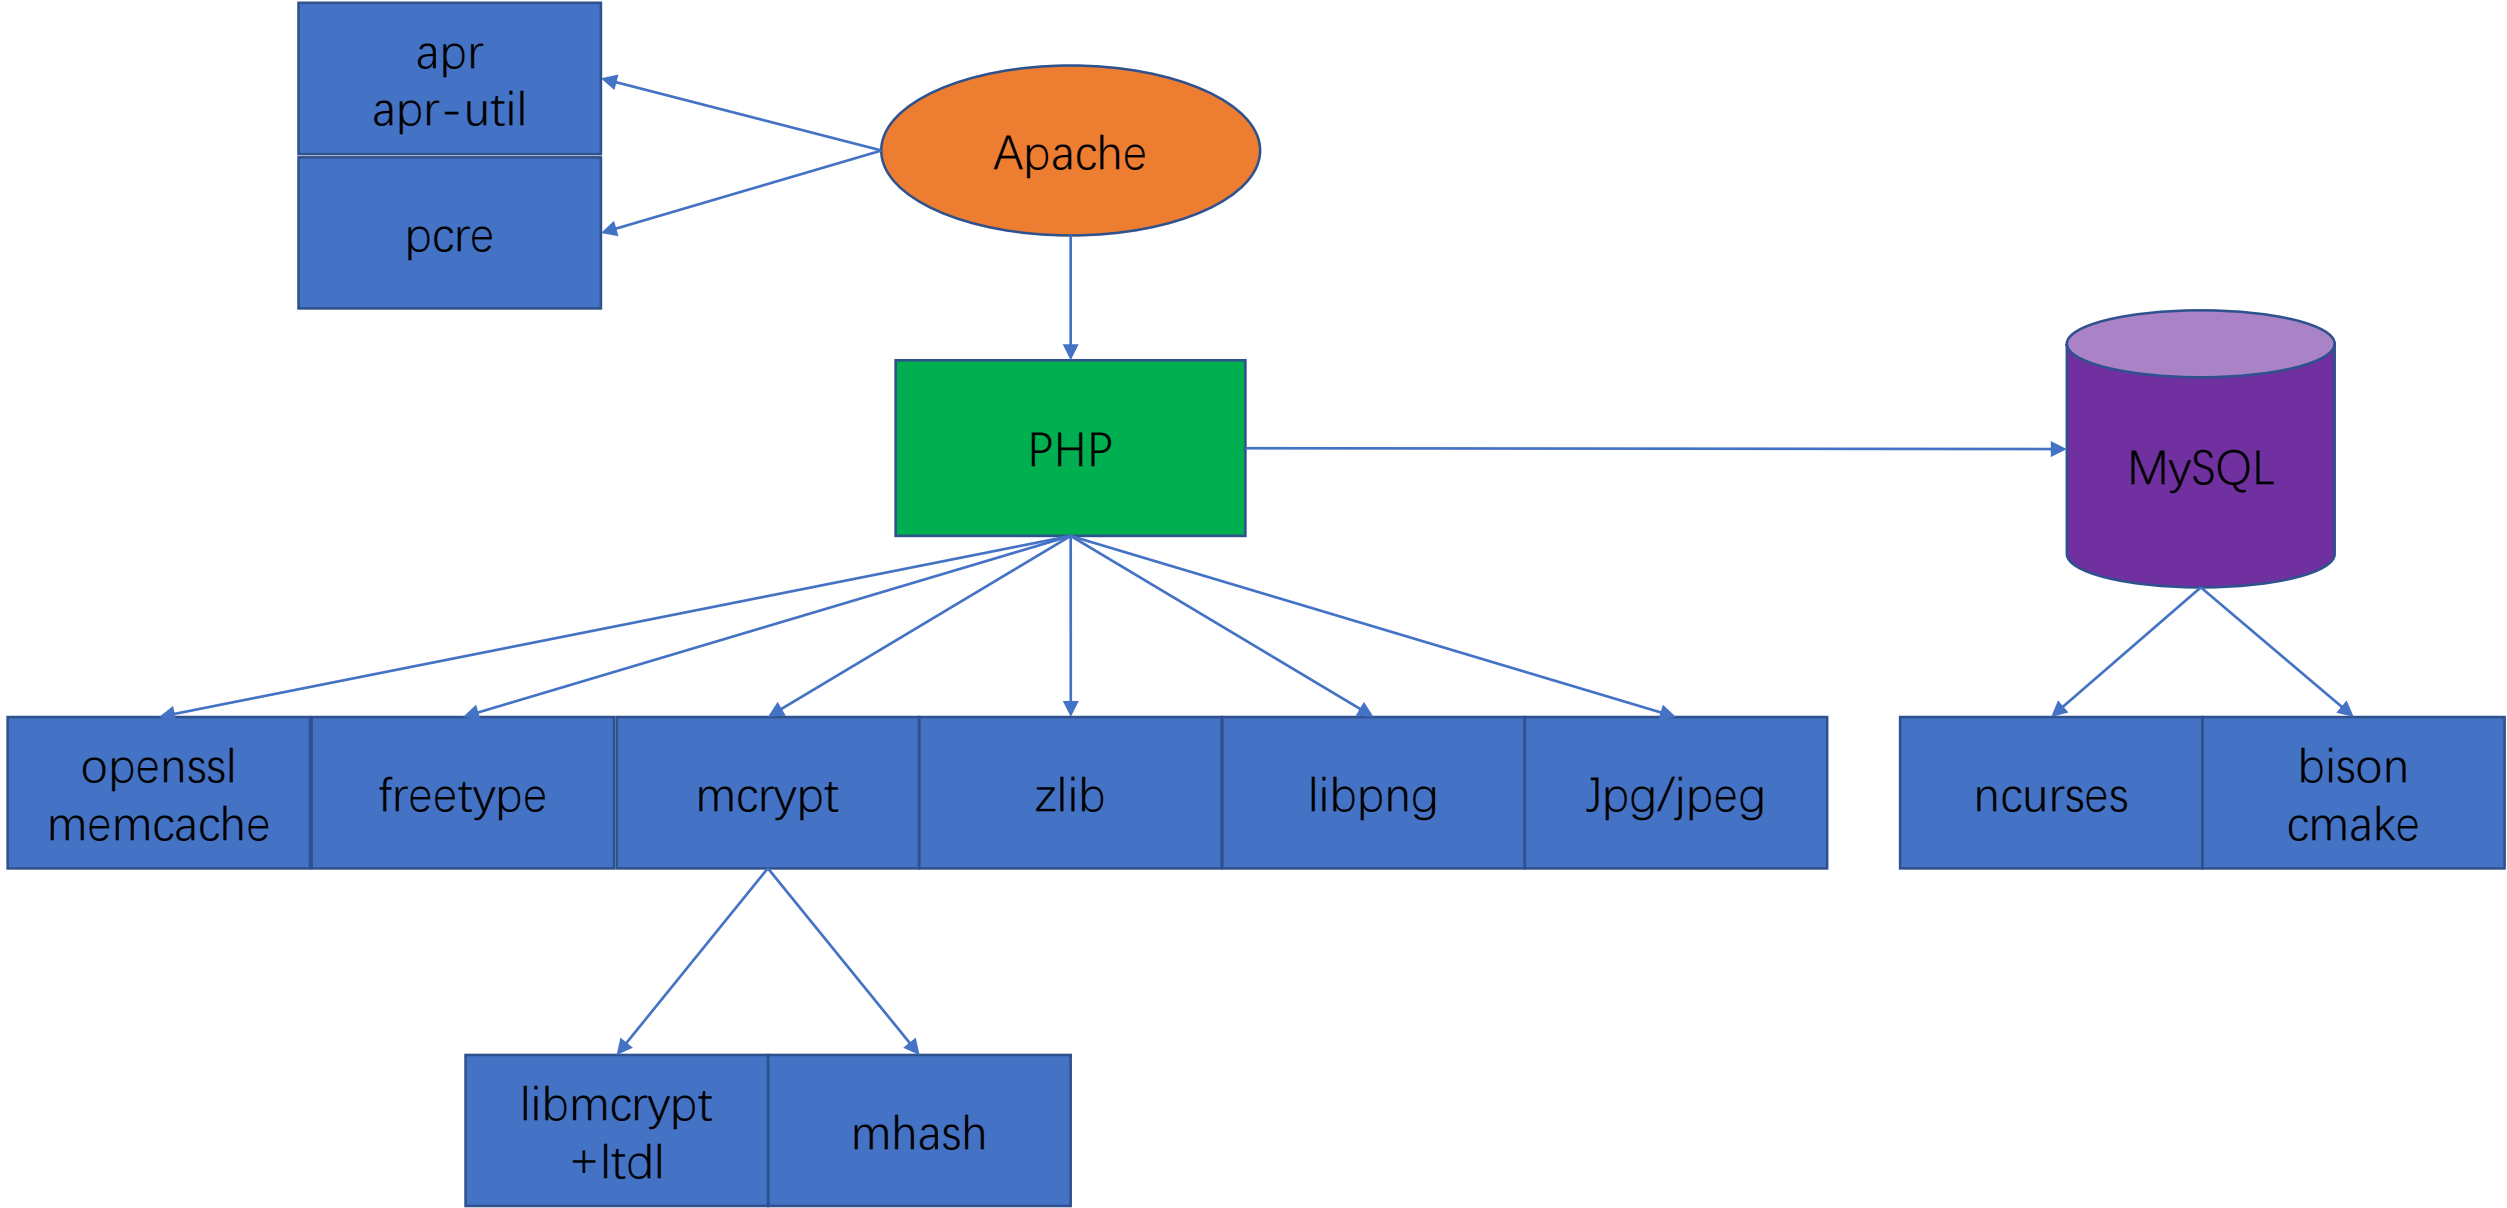 apr
apr-util
Apache
pcre
PHP
MySQL
openssl
memcache
freetype
mcrypt
zlib
libpng
Jpg/jpeg
ncurses
bison
cmake
libmcrypt
+ltdl
mhash